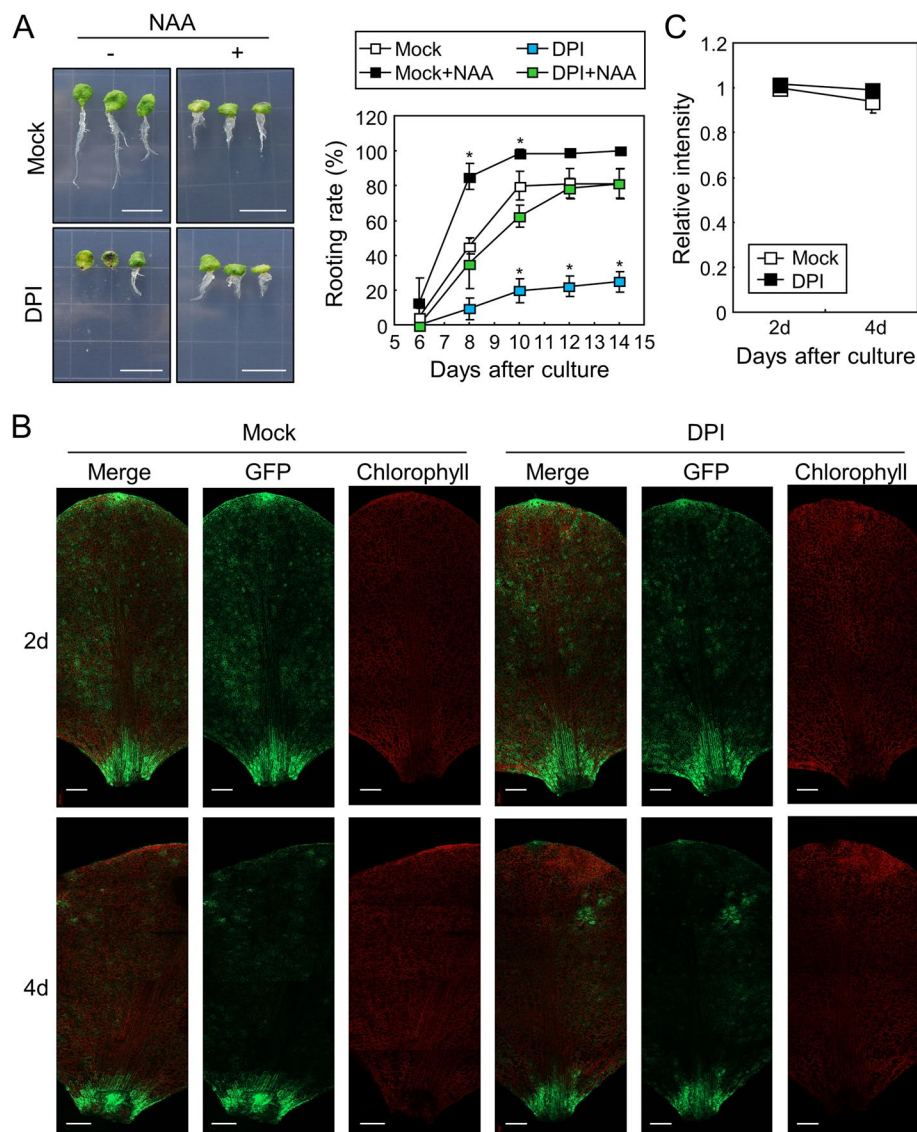 A
NAA
- +
Mock
DPI
Mock DPI
Mock+NAA DPI+NAA
Rooting rate (%)
120
100
80
60
40
20
0
* * * * *
5 6 7 8 9 10 11 12 13 14 15
Days after culture
C
Relative intensity
1.2
1
0.8
0.6
0.4
0.2
0
Mock
DPI
2d 4d
Days after culture
B
Mock DPI
Merge GFP Chlorophyll Merge GFP Chlorophyll
2d
4d